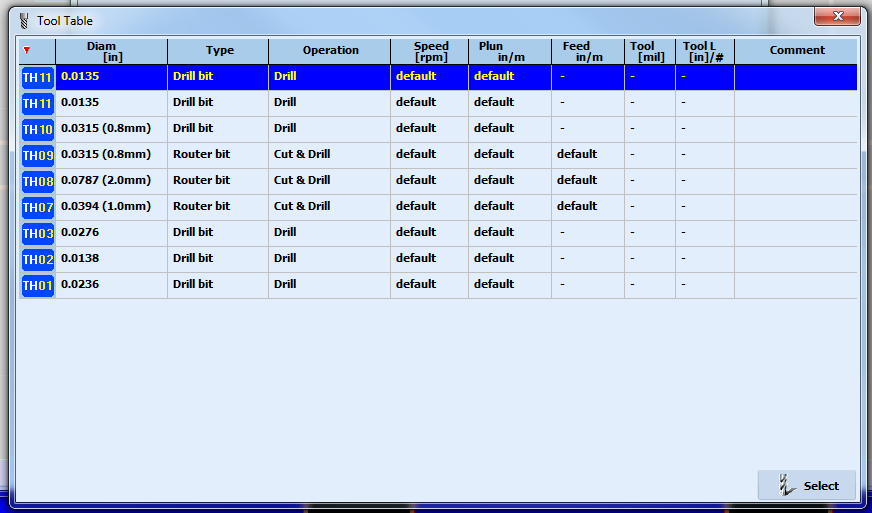 Tool Table
Diam [in] Type Operation Speed [rpm] Plun in/m Feed in/m Tool [mil] Tool L [in]/# Comment
TH11 0.0135 Drill bit Drill default default - - -
TH11 0.0135 Drill bit Drill default default - - -
TH10 0.0315 (0.8mm) Drill bit Drill default default - - -
TH09 0.0315 (0.8mm) Router bit Cut & Drill default default default - -
TH08 0.0787 (2.0mm) Router bit Cut & Drill default default default - -
TH07 0.0394 (1.0mm) Router bit Cut & Drill default default default - -
TH03 0.0276 Drill bit Drill default default - - -
TH02 0.0138 Drill bit Drill default default - - -
TH01 0.0236 Drill bit Drill default default - - -
Select